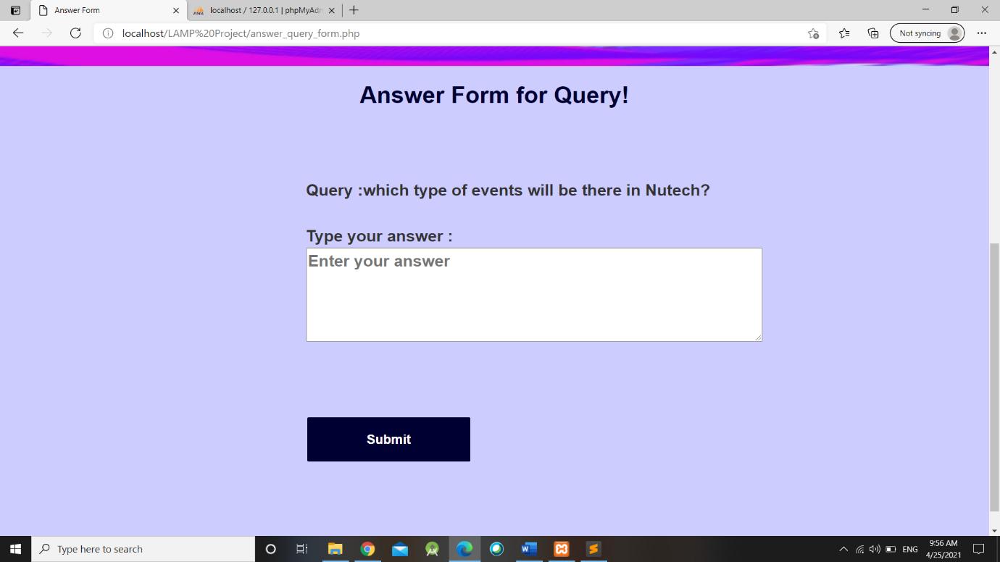 Answer Form
localhost / 127.0.0.1 | phpMyAdm
localhost/LAMP%20Project/answer_query_form.php
Not syncing
Answer Form for Query!
Query :which type of events will be there in Nutech?
Type your answer :
Enter your answer
Submit
Type here to search
ENG
9:56 AM
4/25/2021